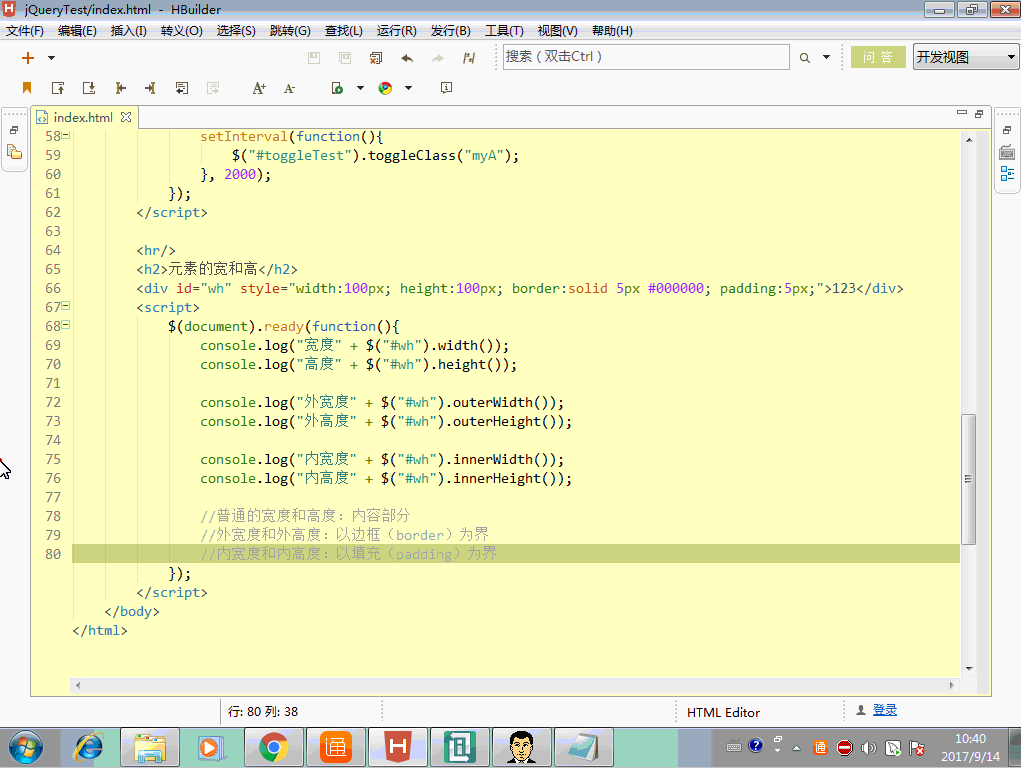 jQueryTest/index.html - HBuilder
文件(F) 编辑(E) 插入(I) 转义(O) 选择(S) 跳转(G) 查找(L) 运行(R) 发行(B) 工具(T) 视图(V) 帮助(H)
搜索（双击Ctrl） 问 答 开发视图
index.html
58 setInterval(function(){
59 $("#toggleTest").toggleClass("myA");
60 }, 2000);
61 });
62 </script>
63
64 <hr/>
65 <h2>元素的宽和高</h2>
66 <div id="wh" style="width:100px; height:100px; border:solid 5px #000000; padding:5px;">123</div>
67 <script>
68 $(document).ready(function(){
69 console.log("宽度" + $("#wh").width());
70 console.log("高度" + $("#wh").height());
71
72 console.log("外宽度" + $("#wh").outerWidth());
73 console.log("外高度" + $("#wh").outerHeight());
74
75 console.log("内宽度" + $("#wh").innerWidth());
76 console.log("内高度" + $("#wh").innerHeight());
77
78 //普通的宽度和高度：内容部分
79 //外宽度和外高度：以边框（border）为界
80 //内宽度和内高度：以填充（padding）为界
});
</script>
</body>
</html>
行: 80 列: 38 HTML Editor 登录
10:40
2017/9/14